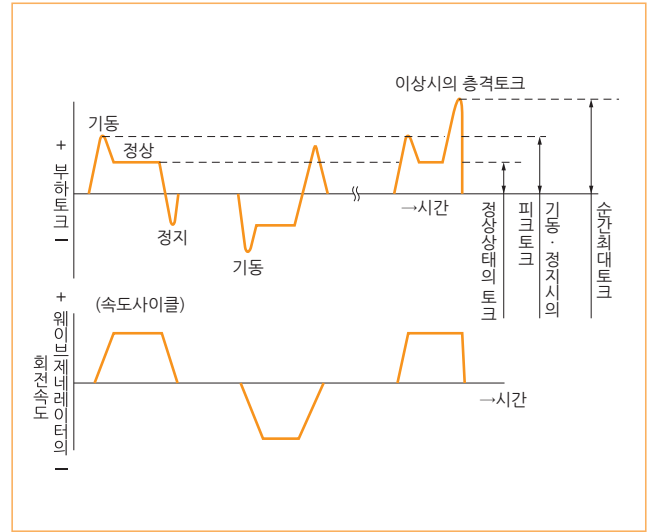 이상시의 충격토크
기동
정상
+ 부하토크 −
정지
기동
→시간
정상상태의 토크
기동·정지시의
피크토크
순간최대토크
(속도사이클)
+ 웨이브제네레이터의 −
회전속도
→시간